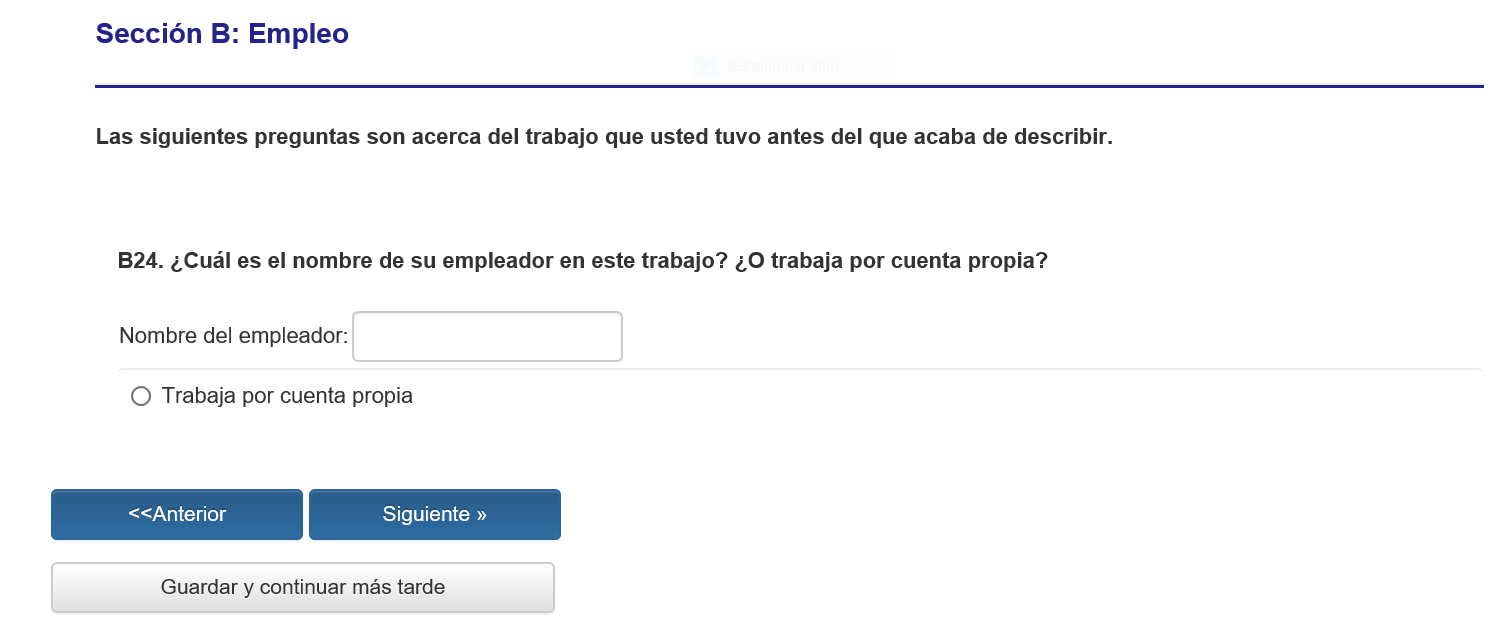 Sección B: Empleo
Rectangular Snip
Las siguientes preguntas son acerca del trabajo que usted tuvo antes del que acaba de describir.
B24. ¿Cuál es el nombre de su empleador en este trabajo? ¿O trabaja por cuenta propia?
Nombre del empleador:
Trabaja por cuenta propia
<<Anterior
Siguiente »
Guardar y continuar más tarde